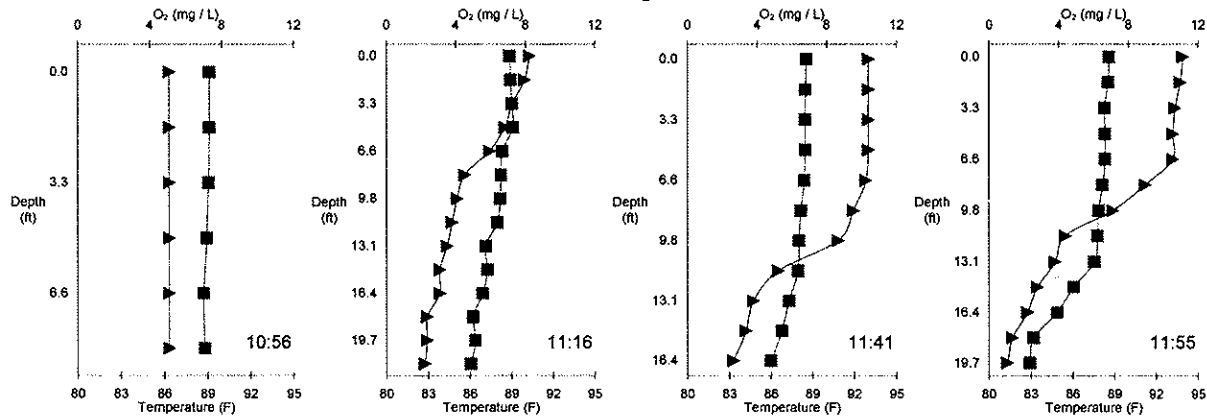 O₂ (mg / L)
0 4 8 12
0.0
3.3
Depth
(ft)
6.6
10:56
80 83 86 89 92 95
Temperature (F)
O₂ (mg / L)
0 4 8 12
0.0
3.3
6.6
Depth
(ft)
9.8
13.1
16.4
19.7
11:16
80 83 86 89 92 95
Temperature (F)
O₂ (mg / L)
0 4 8 12
0.0
3.3
6.6
Depth
(ft)
9.8
13.1
16.4
11:41
80 83 86 89 92 95
Temperature (F)
O₂ (mg / L)
0 4 8 12
0.0
3.3
6.6
Depth
(ft)
9.8
13.1
16.4
19.7
11:55
80 83 86 89 92 95
Temperature (F)